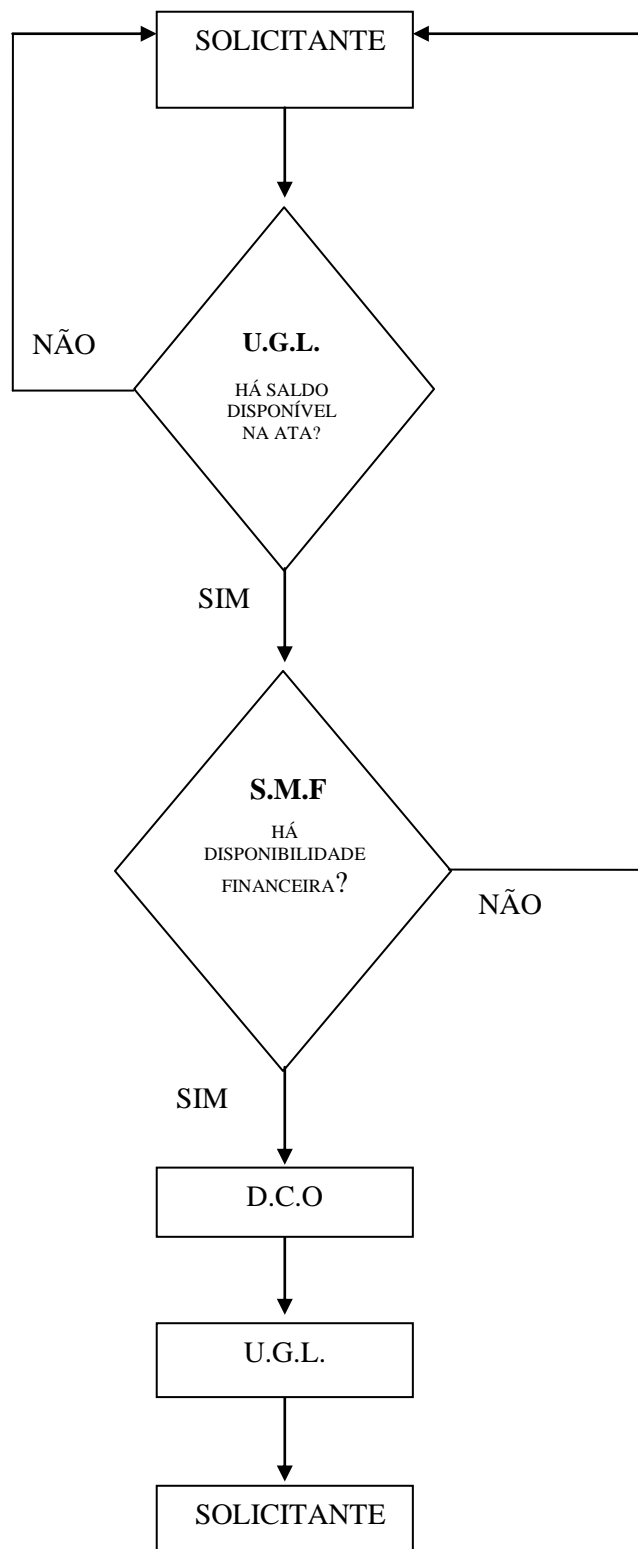 SOLICITANTE
NÃO
U.G.L.
HÁ SALDO
DISPONÍVEL
NA ATA?
SIM
S.M.F
HÁ
DISPONIBILIDADE
FINANCEIRA?
NÃO
SIM
D.C.O
U.G.L.
SOLICITANTE